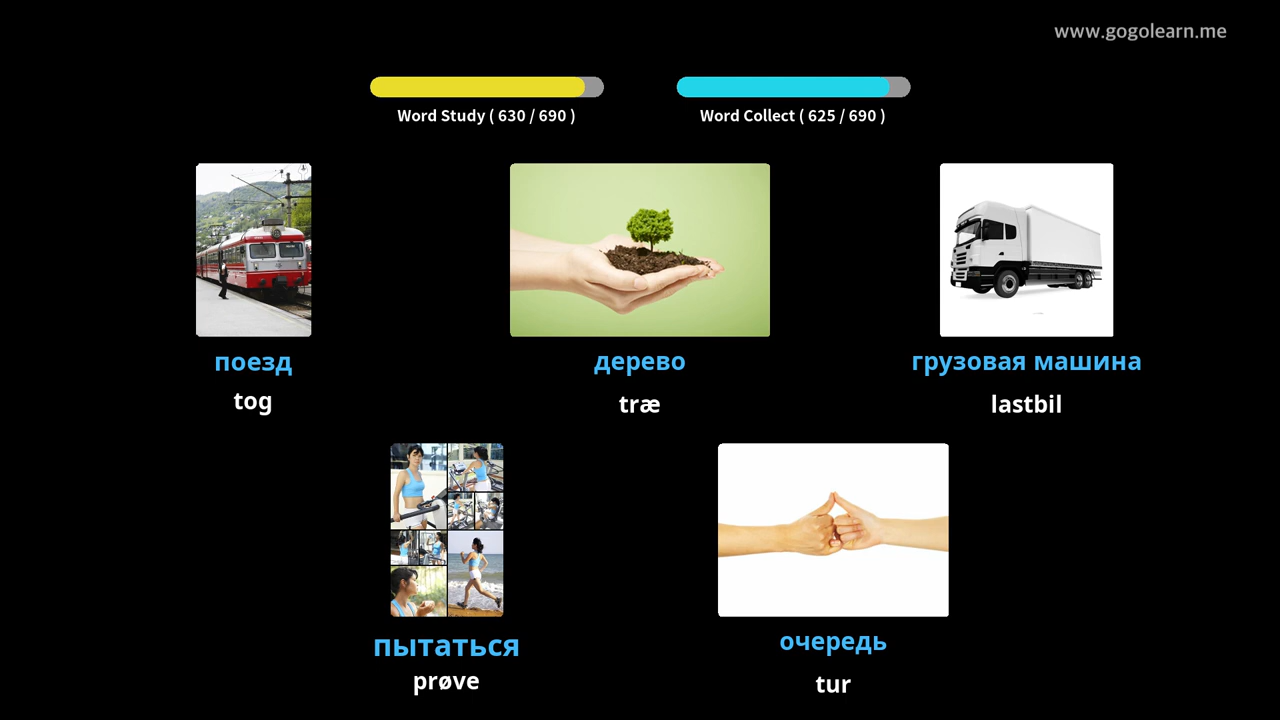 www.gogolearn.me
Word Study ( 630 / 690 )
Word Collect ( 625 / 690 )
поезд
tog
дерево
træ
грузовая машина
lastbil
пытаться
prøve
очередь
tur